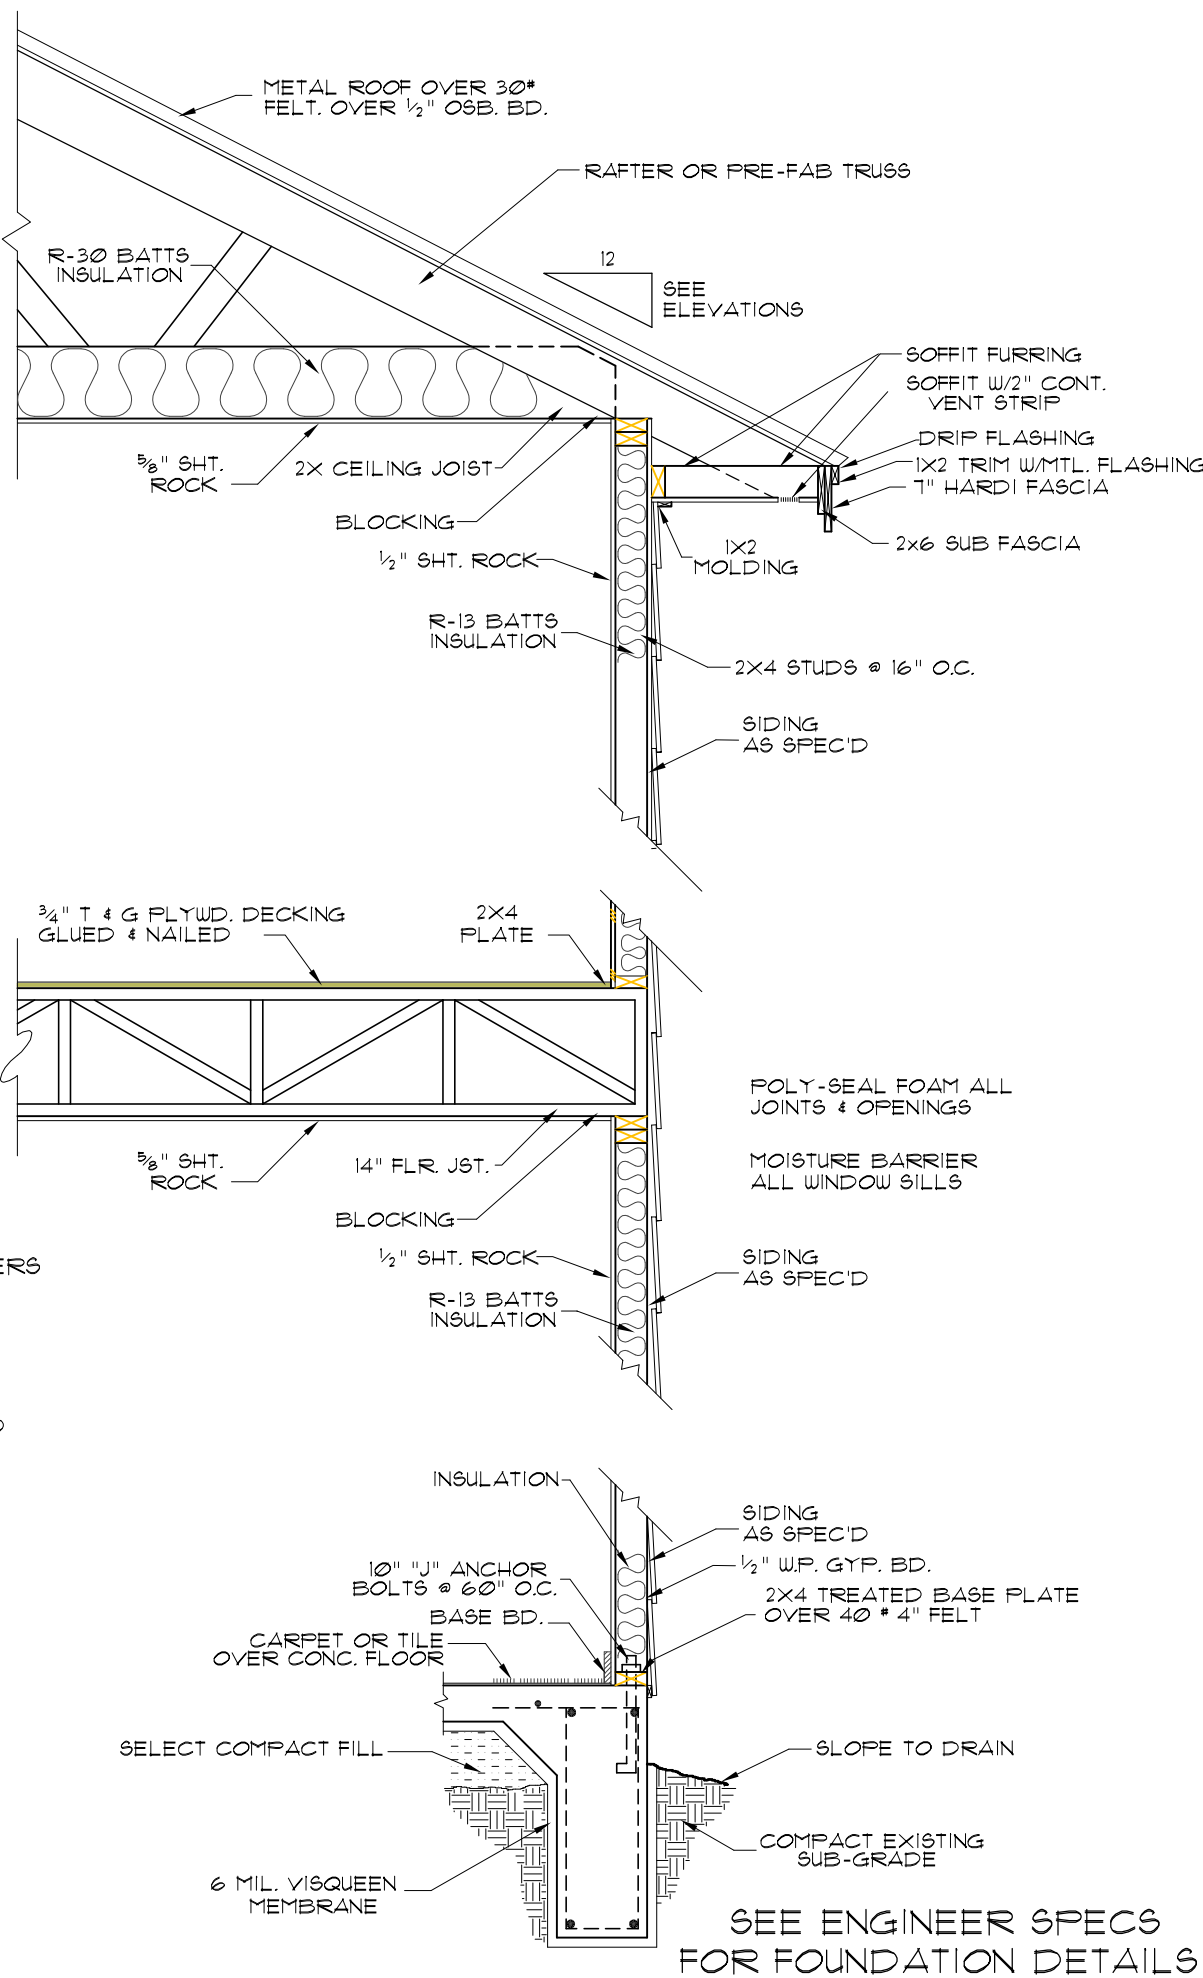 METAL ROOF OVER 30#
FELT. OVER ½" OSB. BD.
RAFTER OR PRE-FAB TRUSS
R-30 BATTS
INSULATION
12
SEE
ELEVATIONS
SOFFIT FURRING
SOFFIT W/2" CONT.
VENT STRIP
DRIP FLASHING
1X2 TRIM W/MTL. FLASHING
7" HARDI FASCIA
2x6 SUB FASCIA
⅝" SHT.
ROCK
2X CEILING JOIST
BLOCKING
1X2
MOLDING
½" SHT. ROCK
R-13 BATTS
INSULATION
2X4 STUDS @ 16" O.C.
SIDING
AS SPEC'D
¾" T & G PLYWD. DECKING
GLUED & NAILED
2X4
PLATE
POLY-SEAL FOAM ALL
JOINTS & OPENINGS
MOISTURE BARRIER
ALL WINDOW SILLS
⅝" SHT.
ROCK
14" FLR. JST.
BLOCKING
½" SHT. ROCK
ERS
SIDING
AS SPEC'D
R-13 BATTS
INSULATION
INSULATION
SIDING
AS SPEC'D
½" W.P. GYP. BD.
10" "J" ANCHOR
BOLTS @ 60" O.C.
2X4 TREATED BASE PLATE
OVER 40 # 4" FELT
BASE BD.
CARPET OR TILE
OVER CONC. FLOOR
SELECT COMPACT FILL
SLOPE TO DRAIN
COMPACT EXISTING
SUB-GRADE
6 MIL. VISQUEEN
MEMBRANE
SEE ENGINEER SPECS
FOR FOUNDATION DETAILS